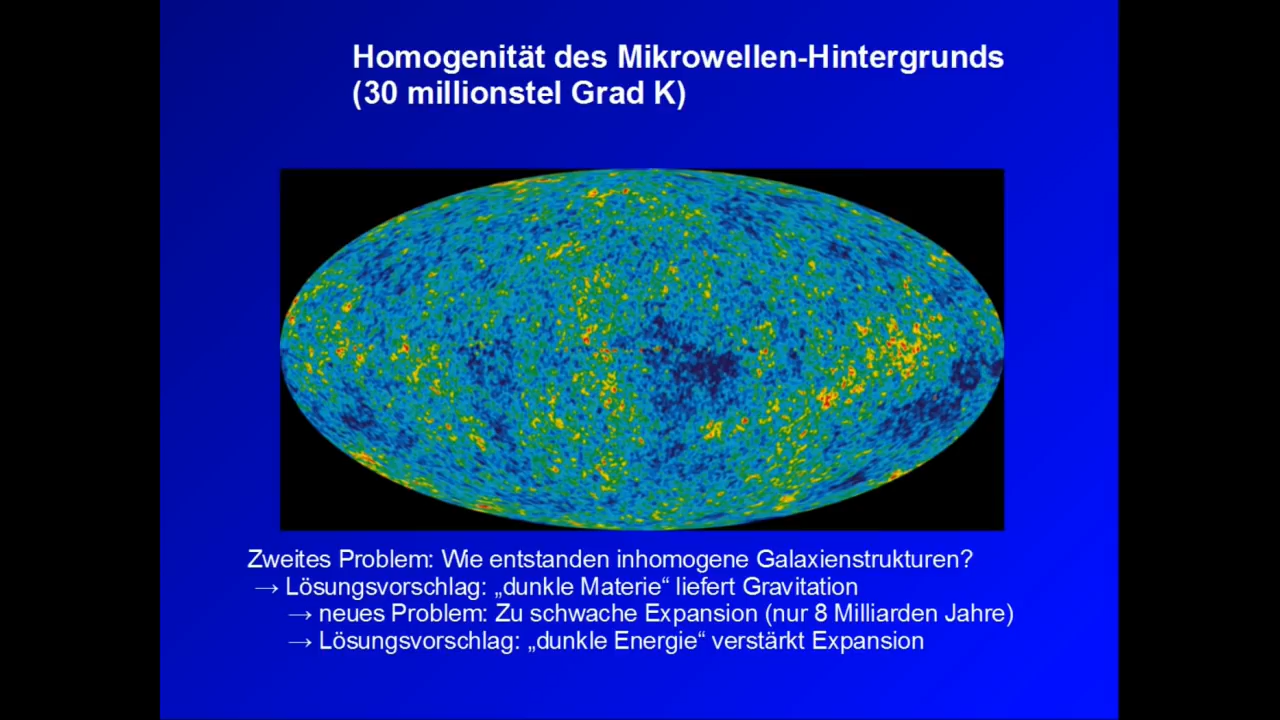 Homogenität des Mikrowellen-Hintergrunds
(30 millionstel Grad K)
Zweites Problem: Wie entstanden inhomogene Galaxienstrukturen?
→ Lösungsvorschlag: „dunkle Materie“ liefert Gravitation
→ neues Problem: Zu schwache Expansion (nur 8 Milliarden Jahre)
→ Lösungsvorschlag: „dunkle Energie“ verstärkt Expansion